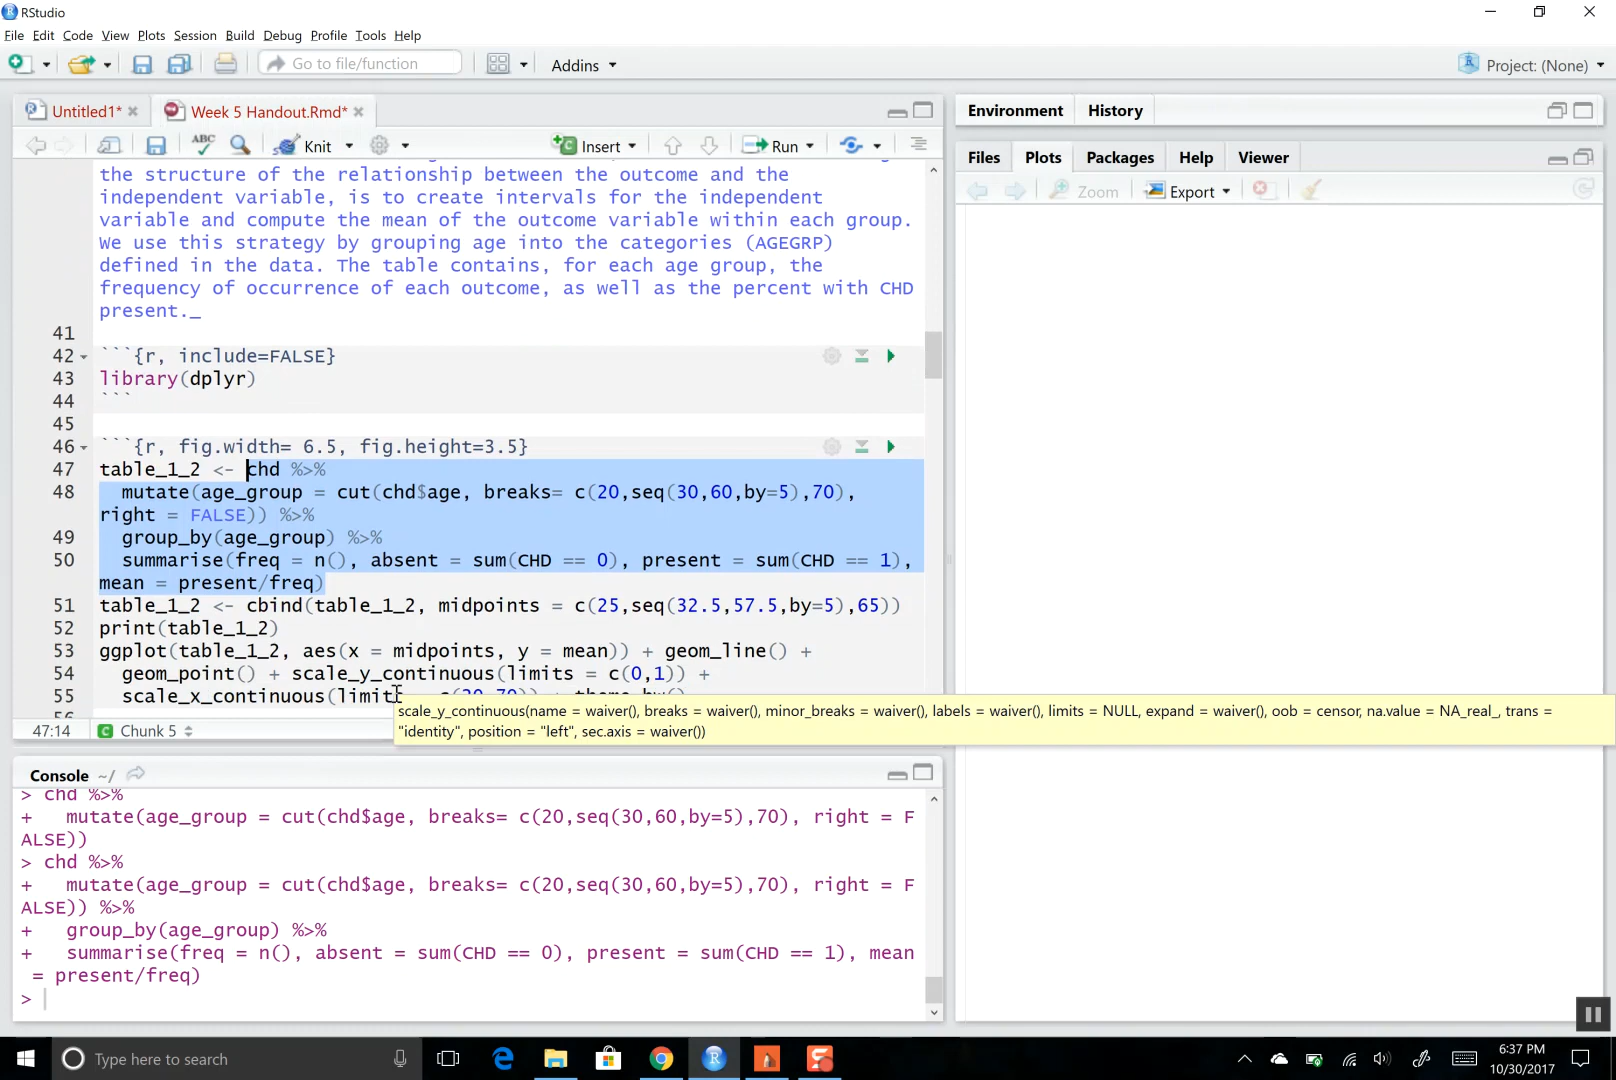 RStudio
File Edit Code View Plots Session Build Debug Profile Tools Help
Go to file/function Addins Project: (None)
Untitled1* Week 5 Handout.Rmd*
ABC Knit Insert Run
the structure of the relationship between the outcome and the
independent variable, is to create intervals for the independent
variable and compute the mean of the outcome variable within each group.
We use this strategy by grouping age into the categories (AGEGRP)
defined in the data. The table contains, for each age group, the
frequency of occurrence of each outcome, as well as the percent with CHD
present._
41
42 ```{r, include=FALSE}
43 library(dplyr)
44 ```
45
46 ```{r, fig.width= 6.5, fig.height=3.5}
47 table_1_2 <- chd %>%
48 mutate(age_group = cut(chd$age, breaks= c(20,seq(30,60,by=5),70),
right = FALSE)) %>%
49 group_by(age_group) %>%
50 summarise(freq = n(), absent = sum(CHD == 0), present = sum(CHD == 1),
mean = present/freq)
51 table_1_2 <- cbind(table_1_2, midpoints = c(25,seq(32.5,57.5,by=5),65))
52 print(table_1_2)
53 ggplot(table_1_2, aes(x = midpoints, y = mean)) + geom_line() +
54 geom_point() + scale_y_continuous(limits = c(0,1)) +
55 scale_x_continuous(limits
scale_y_continuous(name = waiver(), breaks = waiver(), minor_breaks = waiver(), labels = waiver(), limits = NULL, expand = waiver(), oob = censor, na.value = NA_real_, trans =
"identity", position = "left", sec.axis = waiver())
47:14 C Chunk 5
Console ~/
> chd %>%
+ mutate(age_group = cut(chd$age, breaks= c(20,seq(30,60,by=5),70), right = F
ALSE))
> chd %>%
+ mutate(age_group = cut(chd$age, breaks= c(20,seq(30,60,by=5),70), right = F
ALSE)) %>%
+ group_by(age_group) %>%
+ summarise(freq = n(), absent = sum(CHD == 0), present = sum(CHD == 1), mean
= present/freq)
>
Environment History
Files Plots Packages Help Viewer
Zoom Export
Type here to search
6:37 PM
10/30/2017